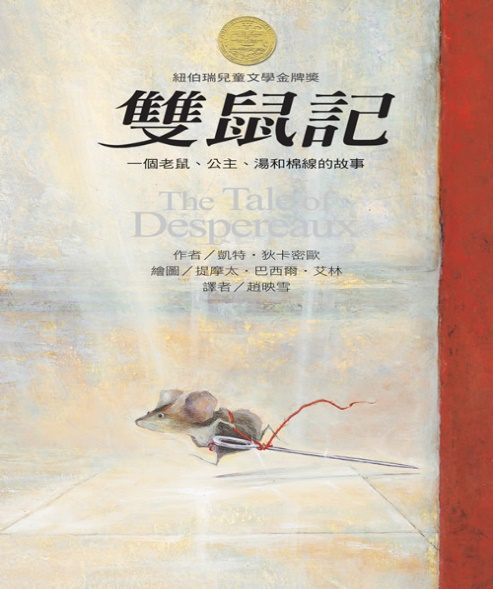 紐伯瑞兒童文學金牌獎
雙鼠記
一個老鼠、公主、湯和棉線的故事
The Tale of
Despereaux
作者／凱特・狄卡密歐
繪圖／提摩太・巴西爾・艾林
譯者／趙映雪